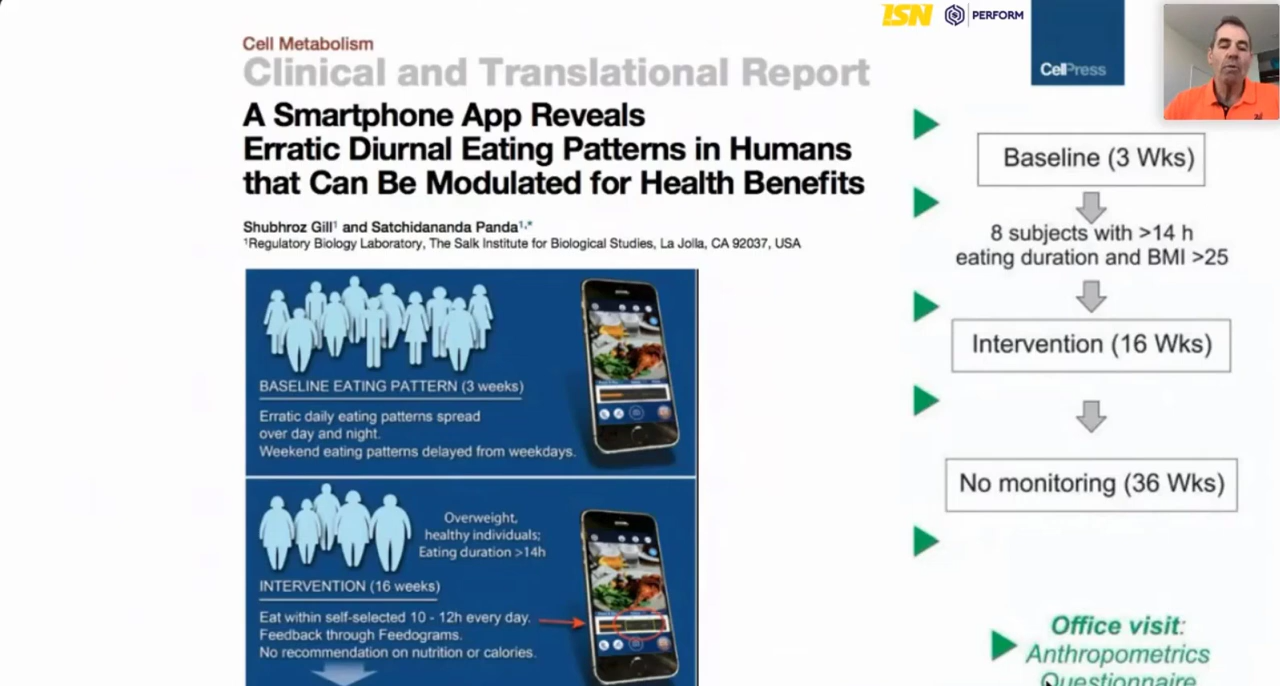 ISN
PERFORM
CellPress
Cell Metabolism
Clinical and Translational Report
A Smartphone App Reveals
Erratic Diurnal Eating Patterns in Humans
that Can Be Modulated for Health Benefits
Shubhroz Gill¹ and Satchidananda Panda¹,*
¹Regulatory Biology Laboratory, The Salk Institute for Biological Studies, La Jolla, CA 92037, USA
BASELINE EATING PATTERN (3 weeks)
Erratic daily eating patterns spread
over day and night.
Weekend eating patterns delayed from weekdays.
Overweight,
healthy individuals;
Eating duration >14h
INTERVENTION (16 weeks)
Eat within self-selected 10 - 12h every day.
Feedback through Feedograms.
No recommendation on nutrition or calories.
Baseline (3 Wks)
8 subjects with >14 h
eating duration and BMI >25
Intervention (16 Wks)
No monitoring (36 Wks)
Office visit:
Anthropometrics
Questionnaire